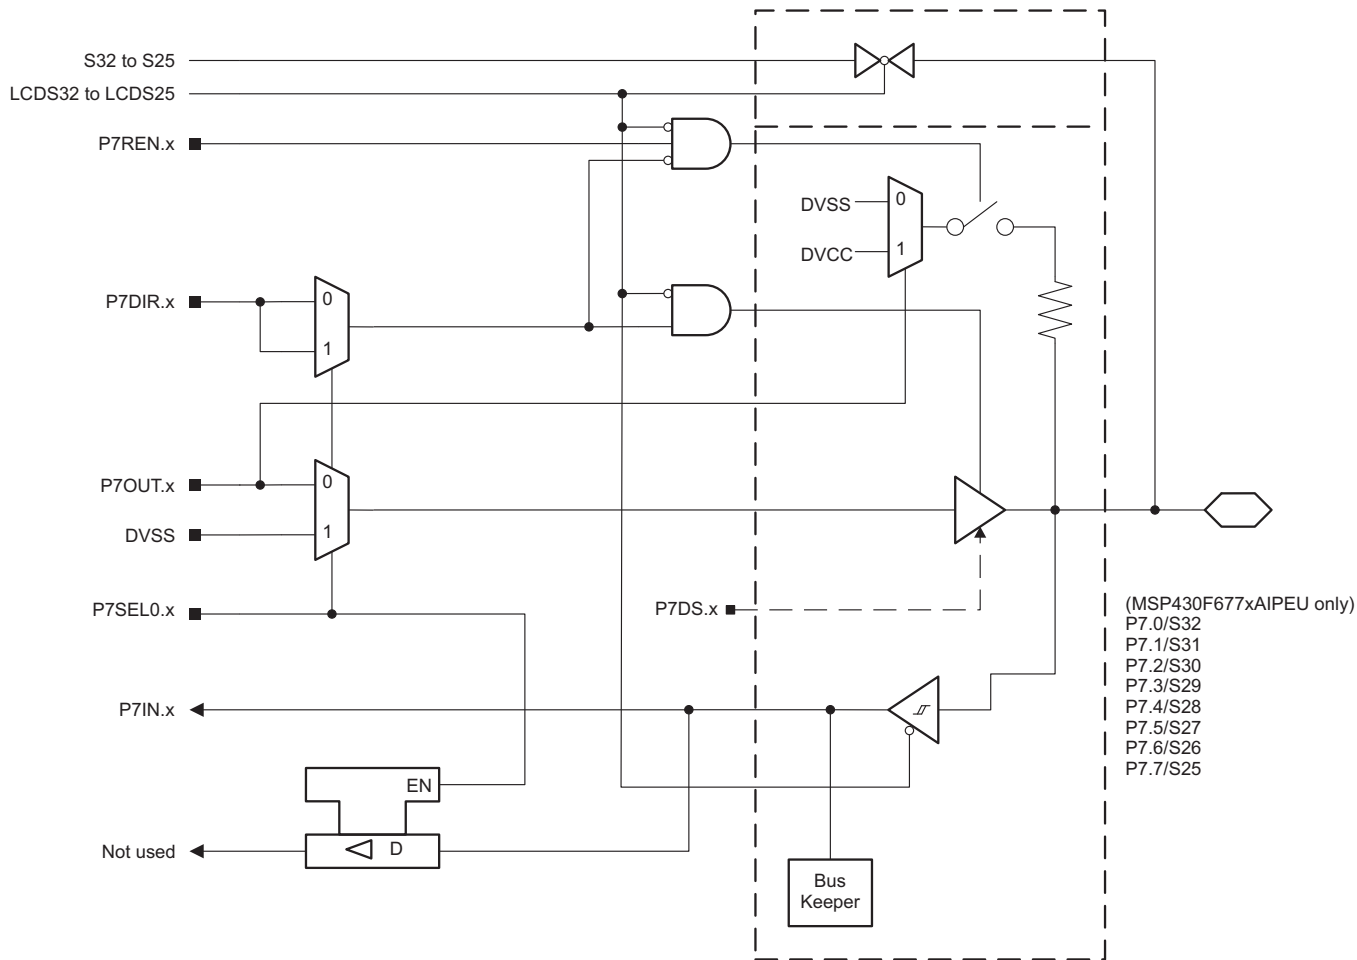 S32 to S25
LCDS32 to LCDS25
P7REN.x
DVSS
0
DVCC
1
P7DIR.x
0
1
P7OUT.x
0
DVSS
1
P7SEL0.x
P7DS.x
(MSP430F677xAIPEU only)
P7.0/S32
P7.1/S31
P7.2/S30
P7.3/S29
P7.4/S28
P7.5/S27
P7.6/S26
P7.7/S25
P7IN.x
EN
Not used
D
Bus
Keeper